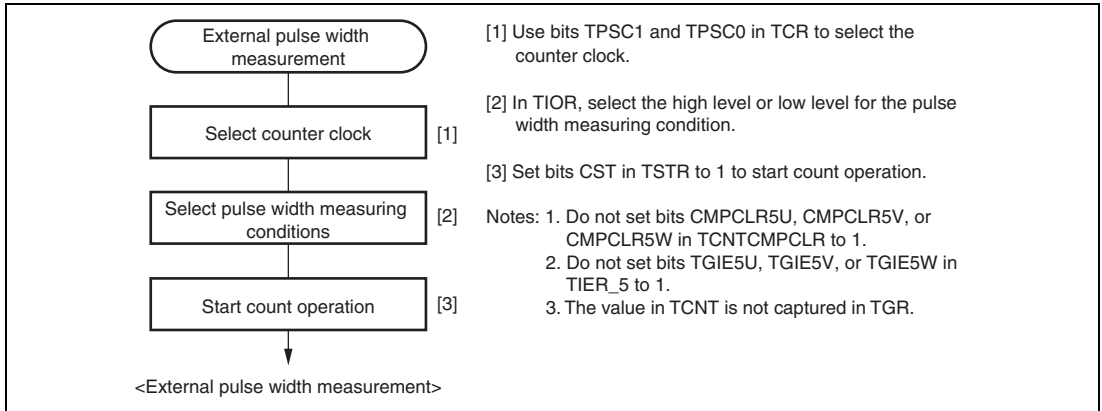 External pulse width
measurement
Select counter clock
[1]
Select pulse width measuring
conditions
[2]
Start count operation
[3]
<External pulse width measurement>
[1] Use bits TPSC1 and TPSC0 in TCR to select the
counter clock.
[2] In TIOR, select the high level or low level for the pulse
width measuring condition.
[3] Set bits CST in TSTR to 1 to start count operation.
Notes: 1. Do not set bits CMPCLR5U, CMPCLR5V, or
CMPCLR5W in TCNTCMPCLR to 1.
2. Do not set bits TGIE5U, TGIE5V, or TGIE5W in
TIER_5 to 1.
3. The value in TCNT is not captured in TGR.